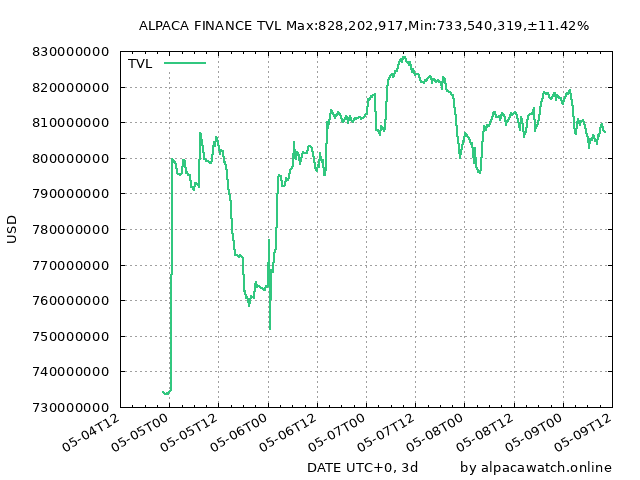 ALPACA FINANCE TVL Max:828,202,917,Min:733,540,319,±11.42%
TVL
830000000
820000000
810000000
800000000
790000000
780000000
770000000
760000000
750000000
740000000
730000000
USD
05-04T12
05-05T00
05-05T12
05-06T00
05-06T12
05-07T00
05-07T12
05-08T00
05-08T12
05-09T00
05-09T12
DATE UTC+0, 3d
by alpacawatch.online